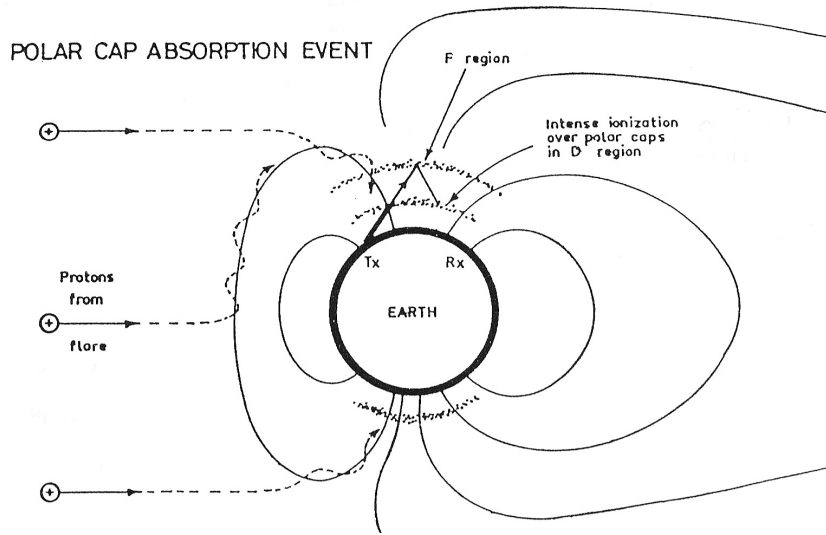 POLAR CAP ABSORPTION EVENT
F region
Intense ionization
over polar caps
in D region
Protons
from
flare
Tx
Rx
EARTH